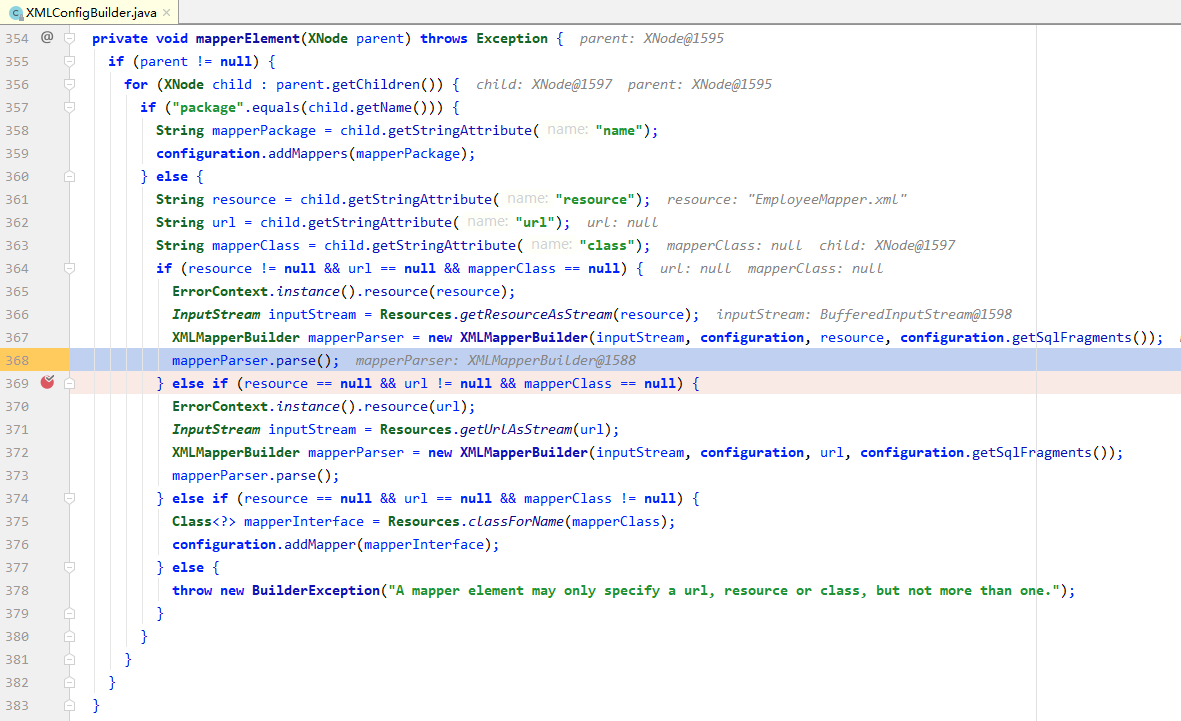 XMLConfigBuilder.java
354 @ private void mapperElement(XNode parent) throws Exception { parent: XNode@1595
355 if (parent != null) {
356 for (XNode child : parent.getChildren()) { child: XNode@1597 parent: XNode@1595
357 if ("package".equals(child.getName())) {
358 String mapperPackage = child.getStringAttribute( name: "name");
359 configuration.addMappers(mapperPackage);
360 } else {
361 String resource = child.getStringAttribute( name: "resource"); resource: "EmployeeMapper.xml"
362 String url = child.getStringAttribute( name: "url"); url: null
363 String mapperClass = child.getStringAttribute( name: "class"); mapperClass: null child: XNode@1597
364 if (resource != null && url == null && mapperClass == null) { url: null mapperClass: null
365 ErrorContext.instance().resource(resource);
366 InputStream inputStream = Resources.getResourceAsStream(resource); inputStream: BufferedInputStream@1598
367 XMLMapperBuilder mapperParser = new XMLMapperBuilder(inputStream, configuration, resource, configuration.getSqlFragments());
368 mapperParser.parse(); mapperParser: XMLMapperBuilder@1588
369 } else if (resource == null && url != null && mapperClass == null) {
370 ErrorContext.instance().resource(url);
371 InputStream inputStream = Resources.getUrlAsStream(url);
372 XMLMapperBuilder mapperParser = new XMLMapperBuilder(inputStream, configuration, url, configuration.getSqlFragments());
373 mapperParser.parse();
374 } else if (resource == null && url == null && mapperClass != null) {
375 Class<?> mapperInterface = Resources.classForName(mapperClass);
376 configuration.addMapper(mapperInterface);
377 } else {
378 throw new BuilderException("A mapper element may only specify a url, resource or class, but not more than one.");
379 }
380 }
381 }
382 }
383 }